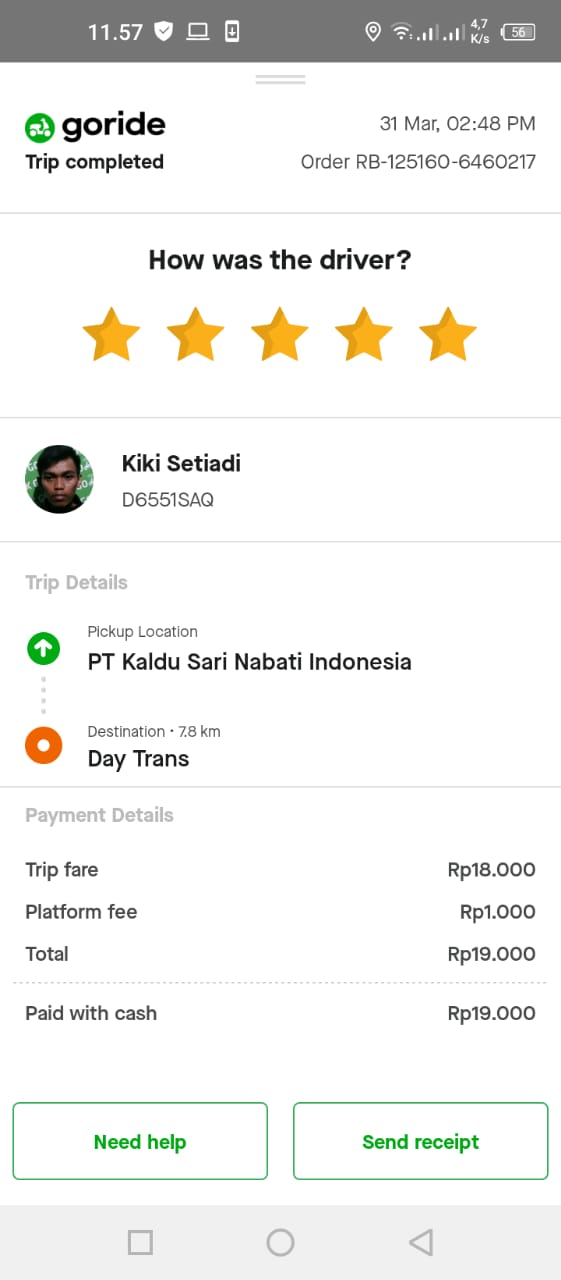 11.57
4,7
K/s
56
goride
31 Mar, 02:48 PM
Trip completed
Order RB-125160-6460217
How was the driver?
Kiki Setiadi
D6551SAQ
Trip Details
Pickup Location
PT Kaldu Sari Nabati Indonesia
Destination • 7.8 km
Day Trans
Payment Details
Trip fare Rp18.000
Platform fee Rp1.000
Total Rp19.000
Paid with cash Rp19.000
Need help
Send receipt